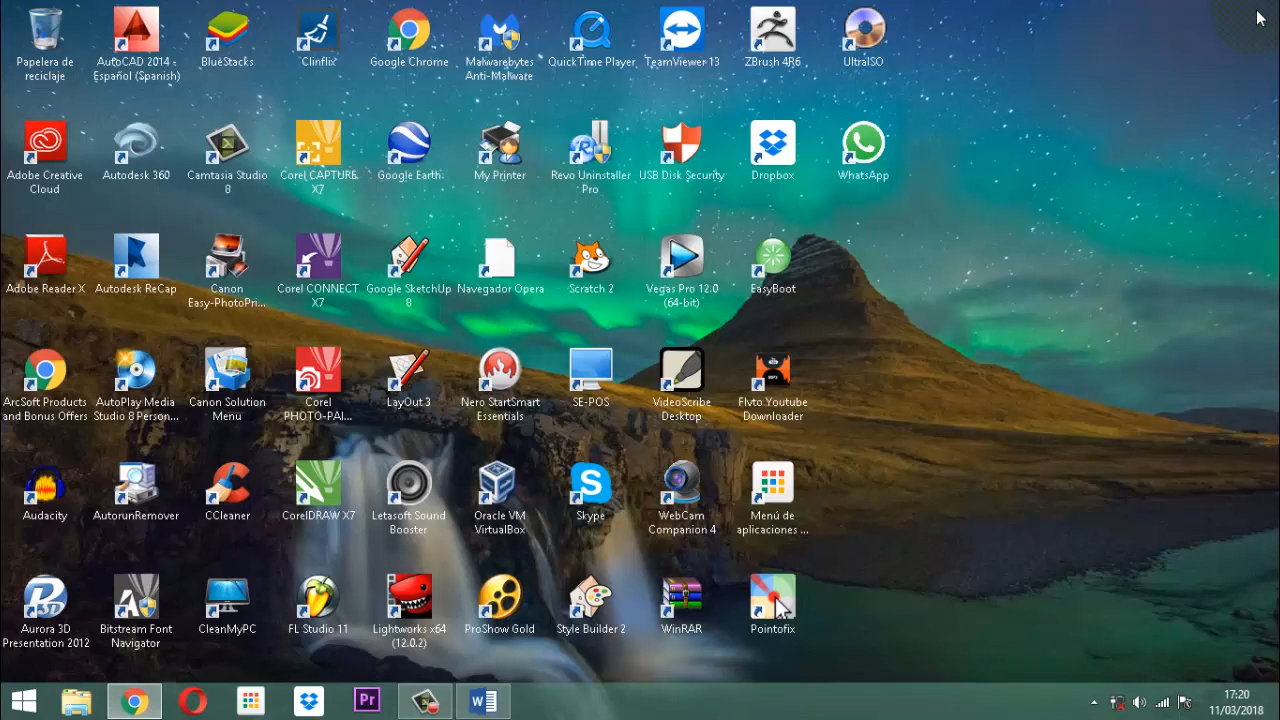 Papelera de
reciclaje
AutoCAD 2014 -
Español (Spanish)
BlueStacks
Clinflix
Google Chrome
Malwarebytes
Anti-Malware
QuickTime Player
TeamViewer 13
ZBrush 4R6
UltraISO
Adobe Creative
Cloud
Autodesk 360
Camtasia Studio
8
Corel CAPTURE
X7
Google Earth
My Printer
Revo Uninstaller
Pro
USB Disk Security
Dropbox
WhatsApp
Adobe Reader X
Autodesk ReCap
Canon
Easy-PhotoPri...
Corel CONNECT
X7
Google SketchUp
8
Navegador Opera
Scratch 2
Vegas Pro 12.0
(64-bit)
EasyBoot
ArcSoft Products
and Bonus Offers
AutoPlay Media
Studio 8 Person...
Canon Solution
Menu
Corel
PHOTO-PAI...
LayOut 3
Nero StartSmart
Essentials
SE-POS
VideoScribe
Desktop
MP3
Flvto Youtube
Downloader
Audacity
AutorunRemover
CCleaner
CorelDRAW X7
Letasoft Sound
Booster
Oracle VM
VirtualBox
Skype
WebCam
Companion 4
Menú de
aplicaciones ...
Aurora 3D
Presentation 2012
Bitstream Font
Navigator
CleanMyPC
FL Studio 11
Lightworks x64
(12.0.2)
ProShow Gold
Style Builder 2
WinRAR
Pointofix
Pr
W
17:20
11/03/2018